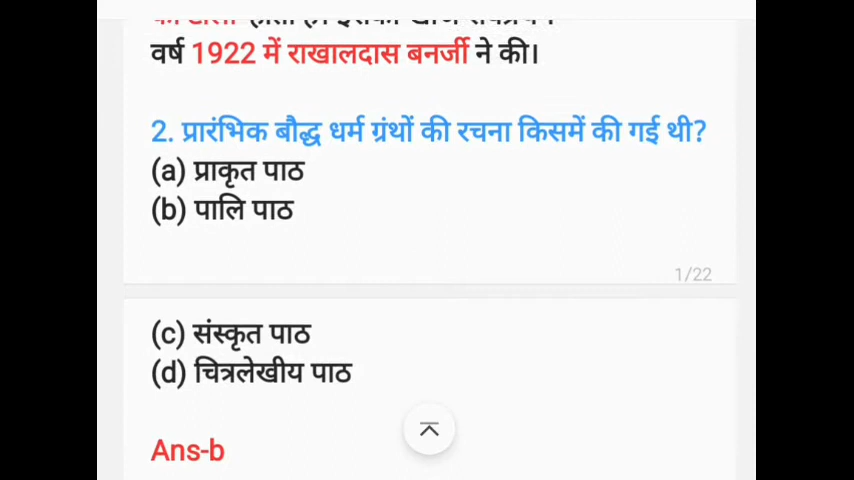 वर्ष 1922 में राखालदास बनर्जी ने की।
2. प्रारंभिक बौद्ध धर्म ग्रंथों की रचना किसमें की गई थी?
(a) प्राकृत पाठ
(b) पालि पाठ
1/22
(c) संस्कृत पाठ
(d) चित्रलेखीय पाठ
Ans-b